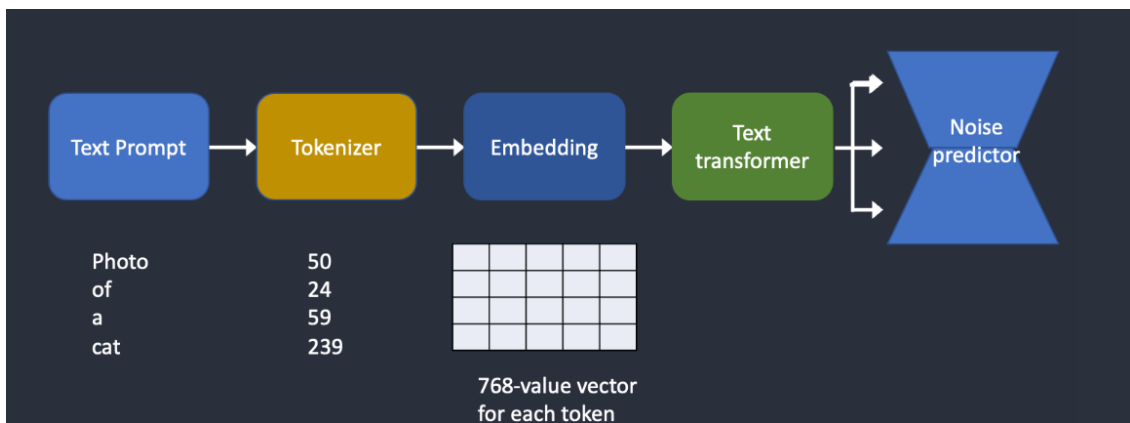 Text Prompt
Tokenizer
Embedding
Text
transformer
Noise
predictor
Photo
of
a
cat
50
24
59
239
768-value vector
for each token